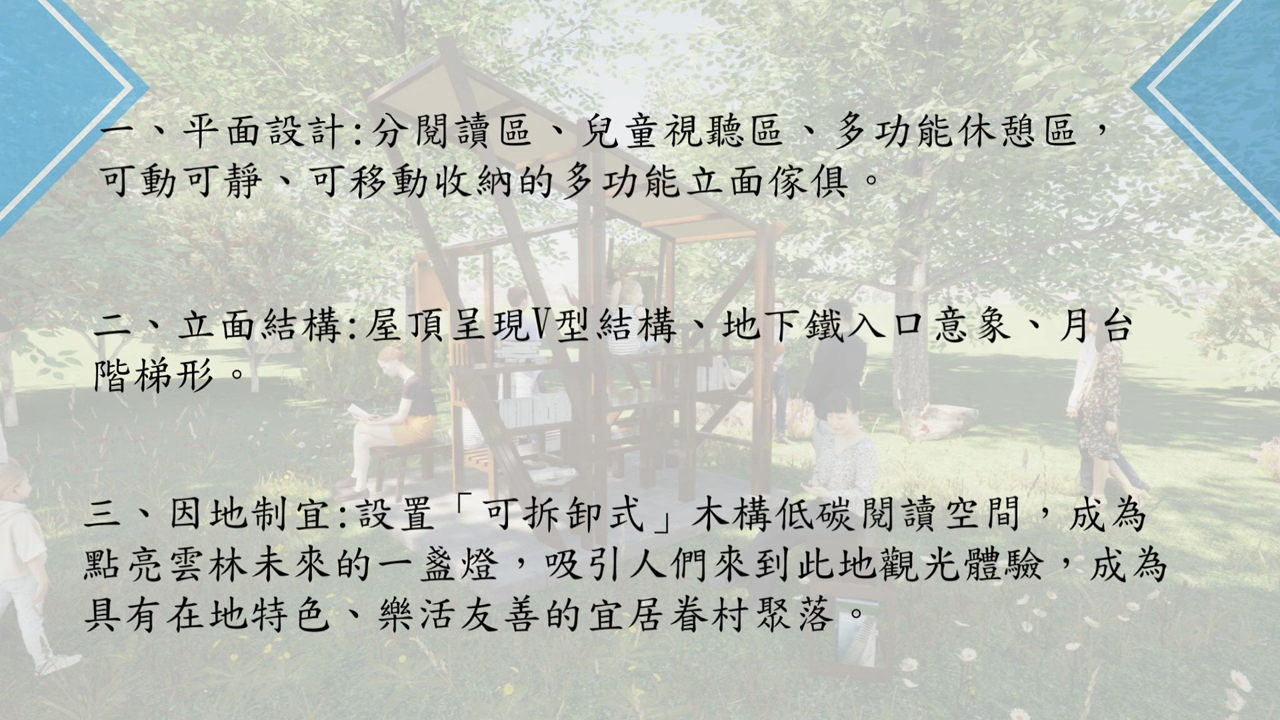 一、平面設計:分閱讀區、兒童視聽區、多功能休憩區，
可動可靜、可移動收納的多功能立面傢俱。
二、立面結構:屋頂呈現V型結構、地下鐵入口意象、月台
階梯形。
三、因地制宜:設置「可拆卸式」木構低碳閱讀空間，成為
點亮雲林未來的一盞燈，吸引人們來到此地觀光體驗，成為
具有在地特色、樂活友善的宜居眷村聚落。